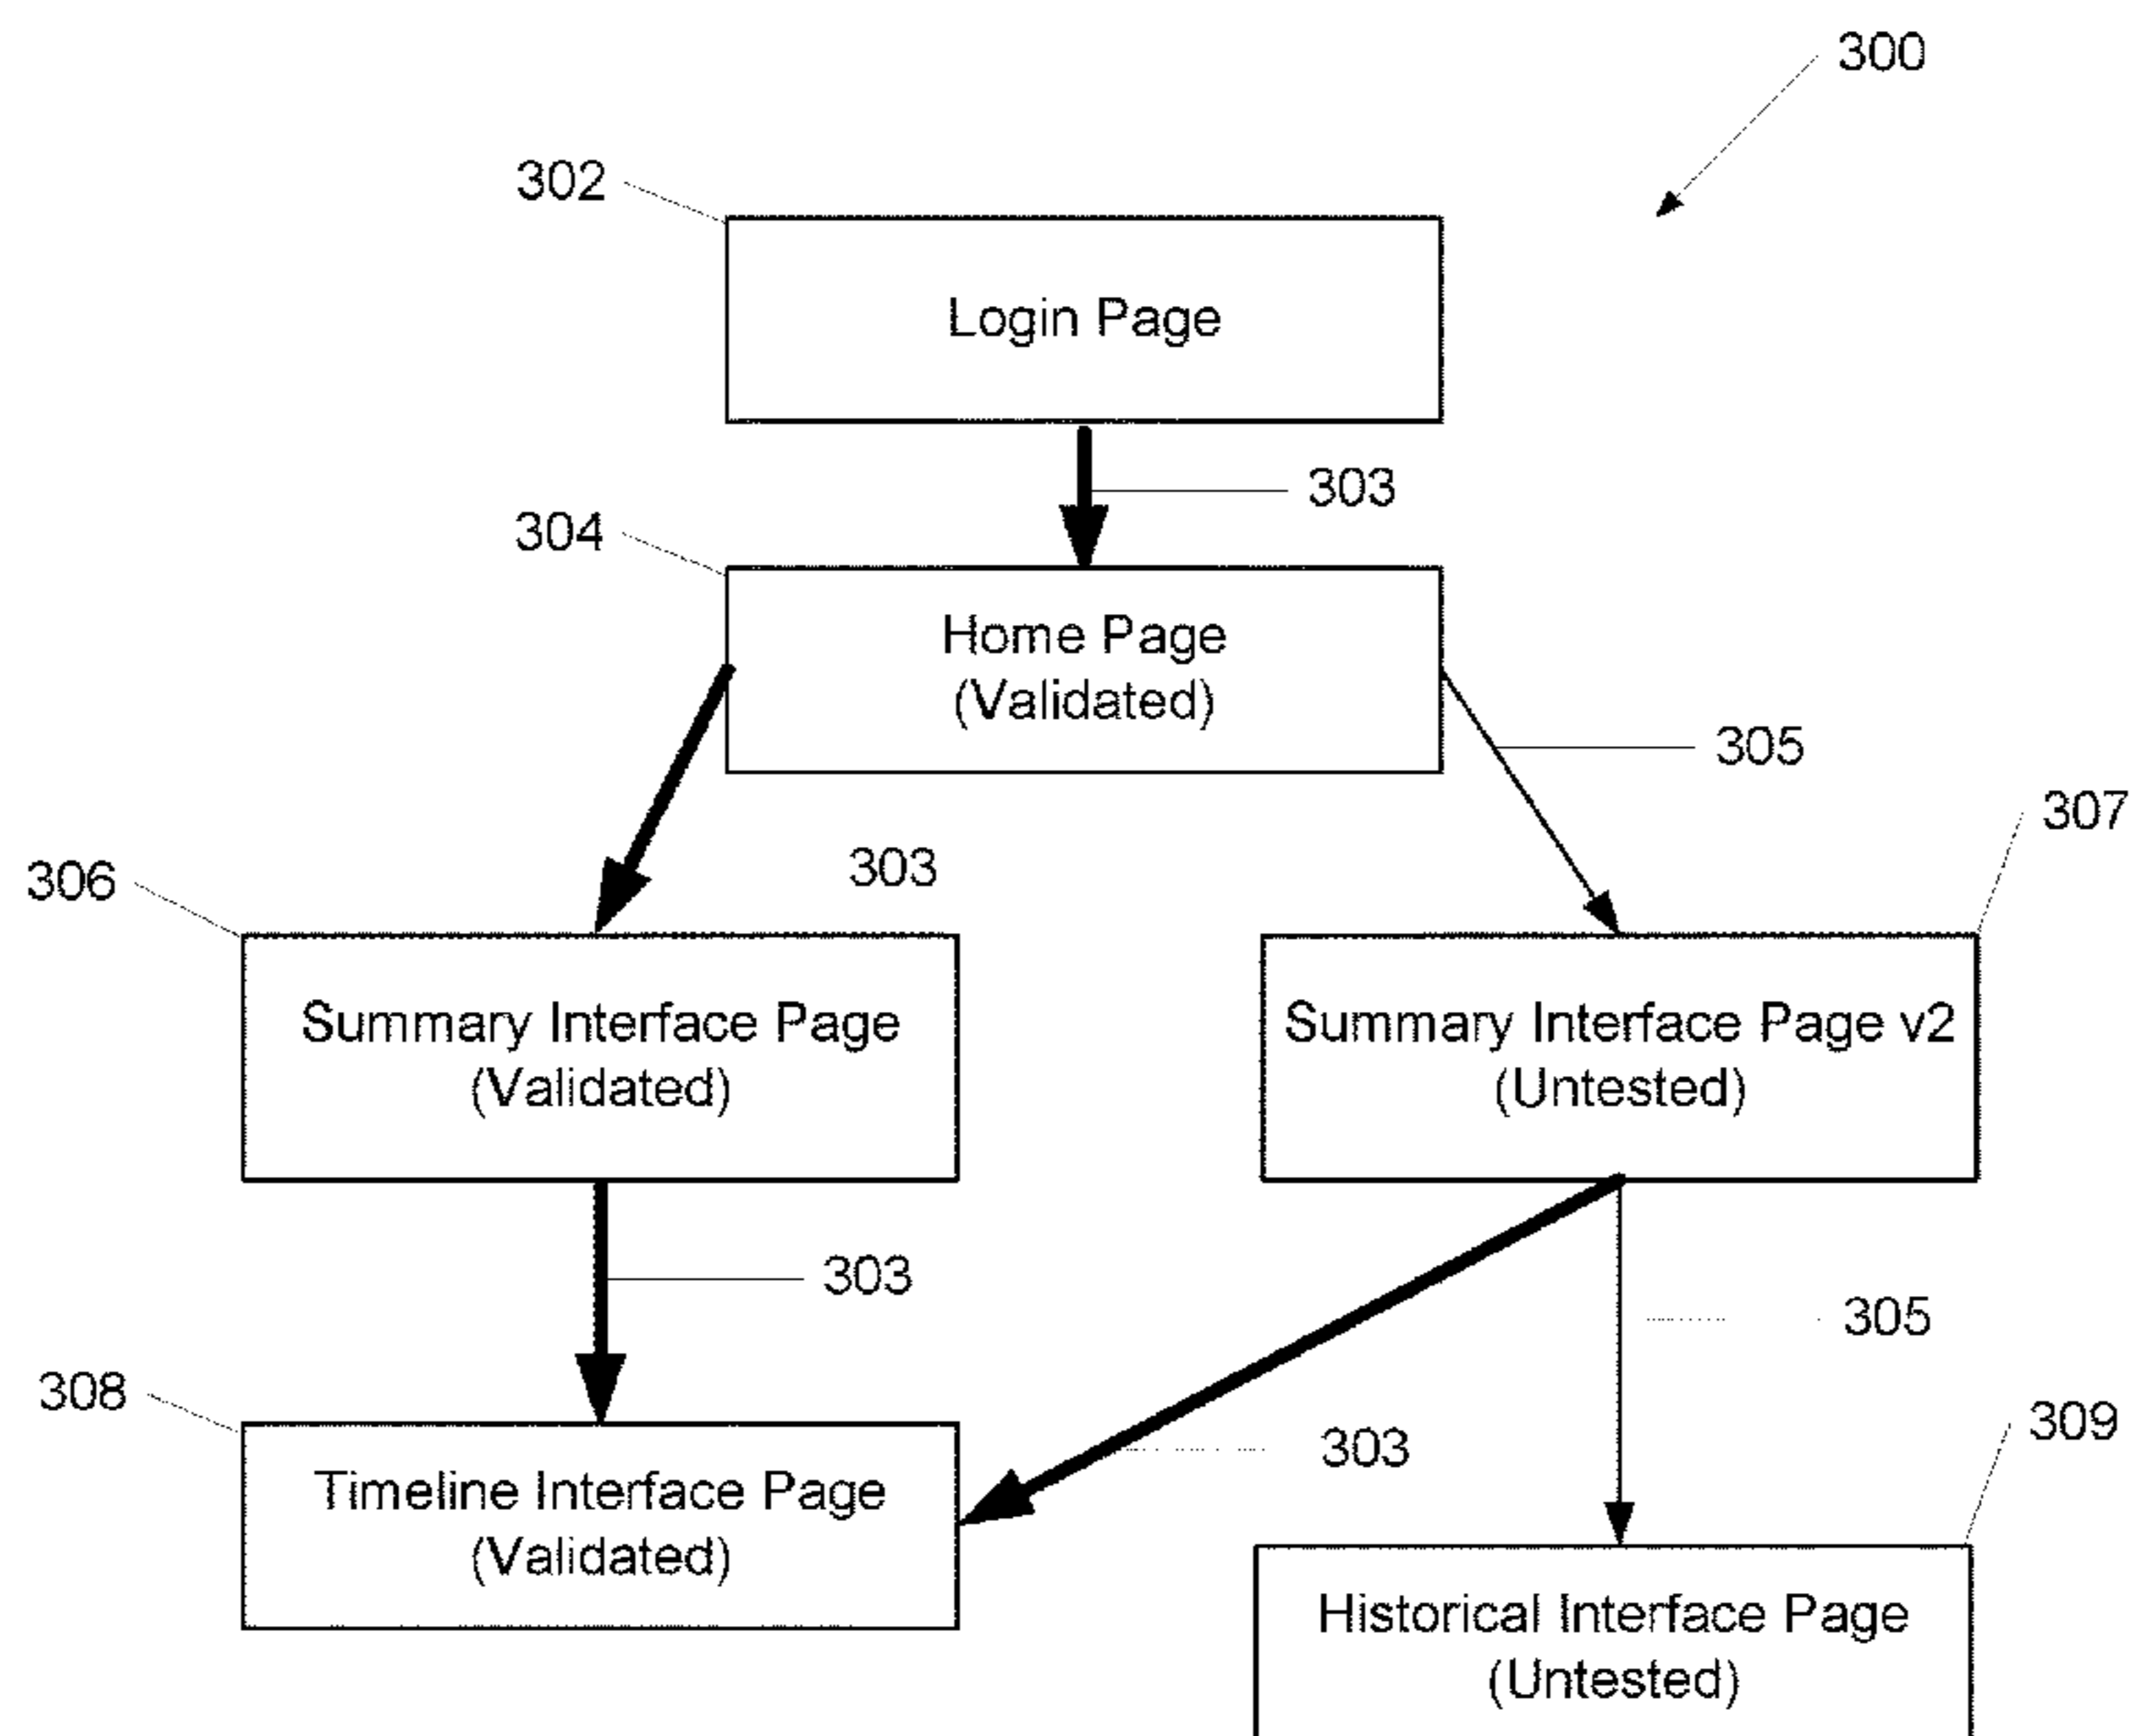 300
302
Login Page
303
304
Home Page
(Validated)
305
307
303
306
Summary Interface Page
(Validated)
Summary Interface Page v2
(Untested)
303
305
308
303
309
Timeline Interface Page
(Validated)
Historical Interface Page
(Untested)